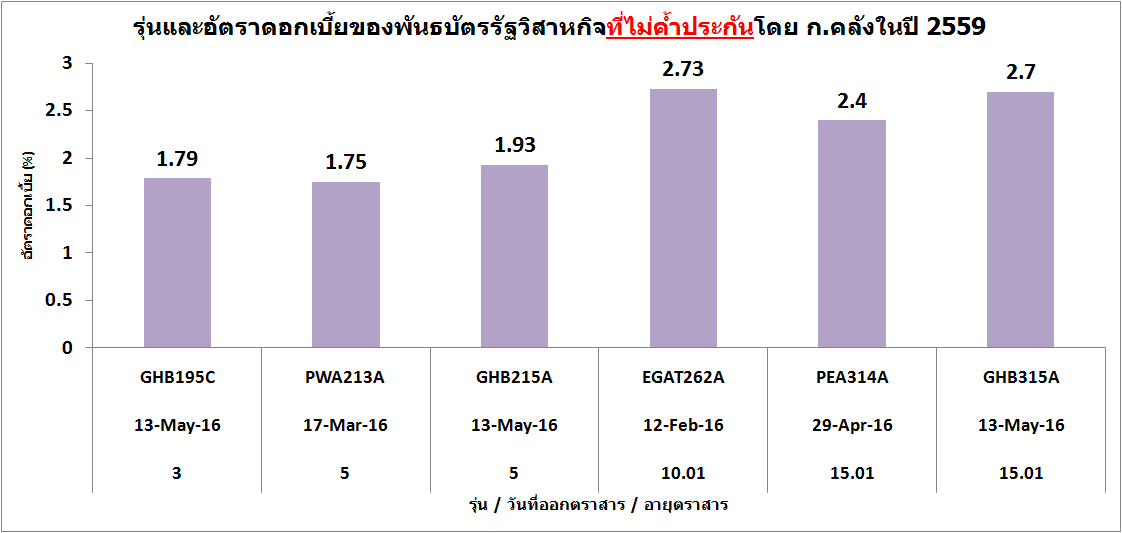 รุ่นและอัตราดอกเบี้ยของพันธบัตรรัฐวิสาหกิจที่ไม่ค้ำประกันโดย ก.คลังในปี 2559
อัตราดอกเบี้ย (%)
3
2.5
2
1.5
1
0.5
0
1.79
1.75
1.93
2.73
2.4
2.7
GHB195C PWA213A GHB215A EGAT262A PEA314A GHB315A
13-May-16 17-Mar-16 13-May-16 12-Feb-16 29-Apr-16 13-May-16
3 5 5 10.01 15.01 15.01
รุ่น / วันที่ออกตราสาร / อายุตราสาร